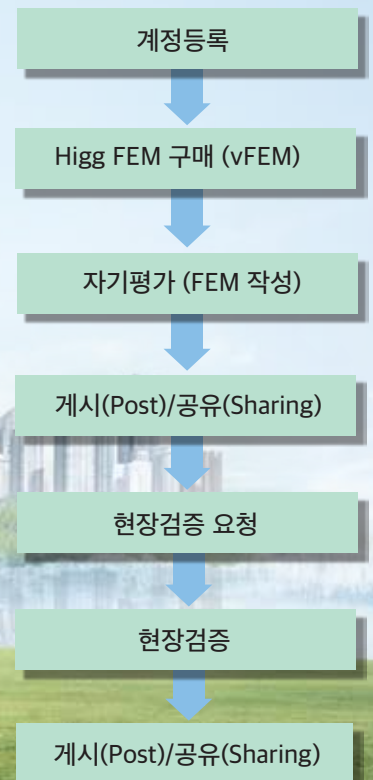 계정등록
Higg FEM 구매 (vFEM)
자기평가 (FEM 작성)
게시(Post)/공유(Sharing)
현장검증 요청
현장검증
게시(Post)/공유(Sharing)